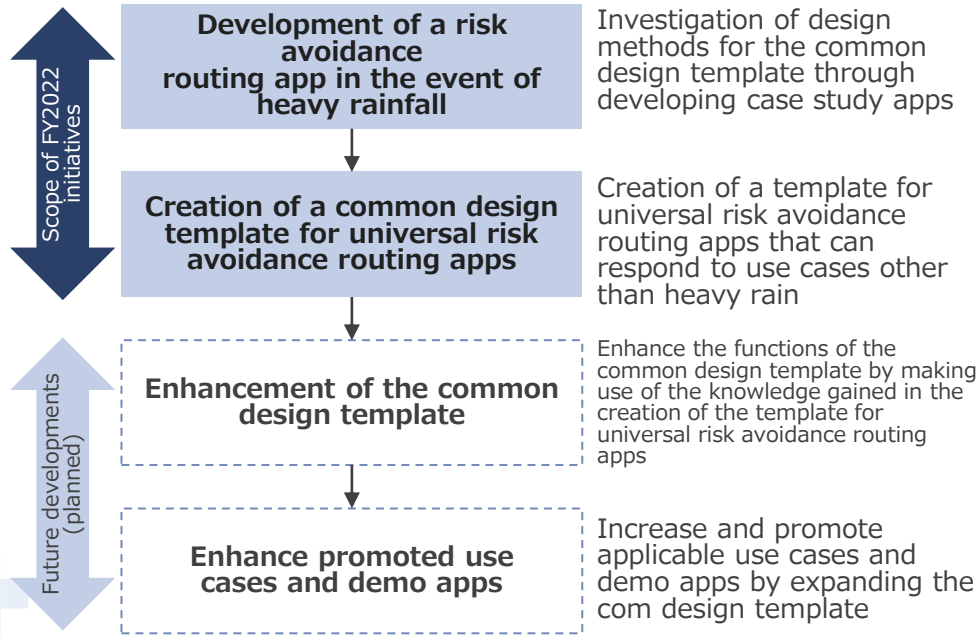 Scope of FY2022
initiatives
Development of a risk
avoidance
routing app in the event of
heavy rainfall
Investigation of design
methods for the common
design template through
developing case study apps
Creation of a common design
template for universal risk
avoidance routing apps
Creation of a template for
universal risk avoidance
routing apps that can
respond to use cases other
than heavy rain
Future developments
(planned)
Enhancement of the common
design template
Enhance the functions of the
common design template by making
use of the knowledge gained in the
creation of the template for
universal risk avoidance routing
apps
Enhance promoted use
cases and demo apps
Increase and promote
applicable use cases and
demo apps by expanding the
com design template